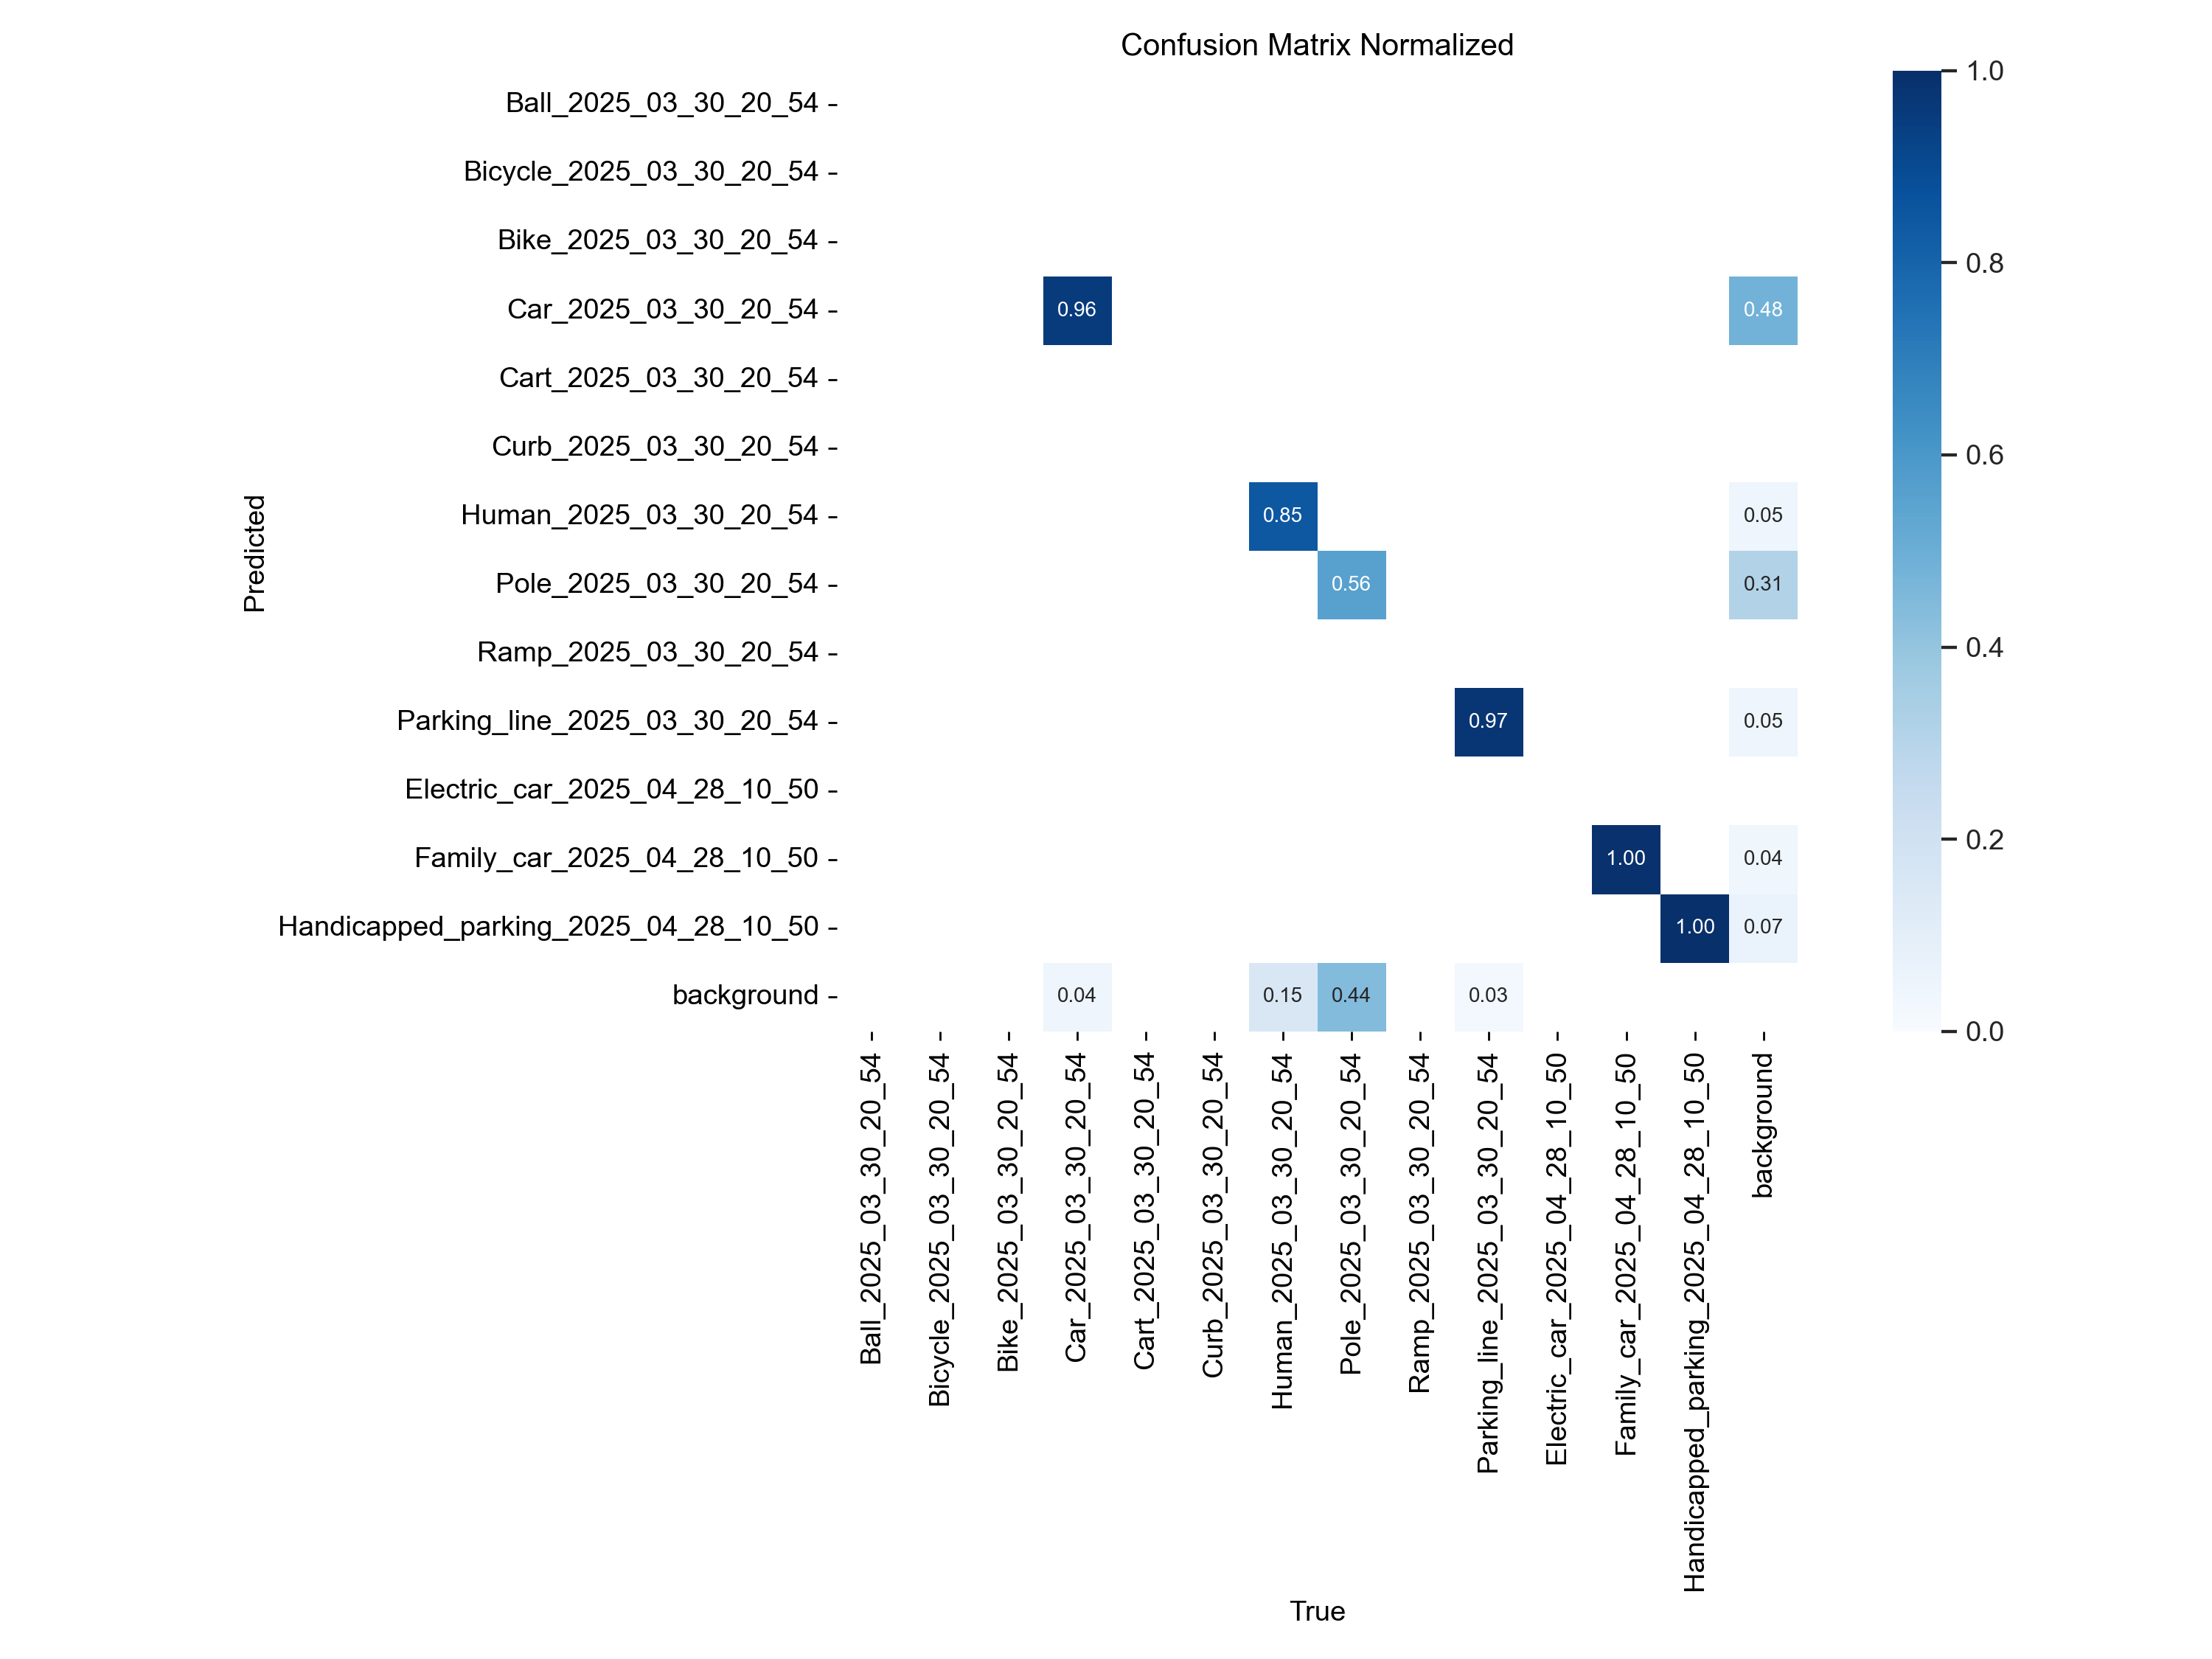 Confusion Matrix Normalized
Ball_2025_03_30_20_54
Bicycle_2025_03_30_20_54
Bike_2025_03_30_20_54
Car_2025_03_30_20_54
0.96
0.48
Cart_2025_03_30_20_54
Curb_2025_03_30_20_54
Human_2025_03_30_20_54
0.85
0.05
Pole_2025_03_30_20_54
0.56
0.31
Ramp_2025_03_30_20_54
Parking_line_2025_03_30_20_54
0.97
0.05
Electric_car_2025_04_28_10_50
Family_car_2025_04_28_10_50
1.00
0.04
Handicapped_parking_2025_04_28_10_50
1.00
0.07
background
0.04
0.15
0.44
0.03
Predicted
Ball_2025_03_30_20_54
Bicycle_2025_03_30_20_54
Bike_2025_03_30_20_54
Car_2025_03_30_20_54
Cart_2025_03_30_20_54
Curb_2025_03_30_20_54
Human_2025_03_30_20_54
Pole_2025_03_30_20_54
Ramp_2025_03_30_20_54
Parking_line_2025_03_30_20_54
Electric_car_2025_04_28_10_50
Family_car_2025_04_28_10_50
Handicapped_parking_2025_04_28_10_50
background
True
1.0
0.8
0.6
0.4
0.2
0.0